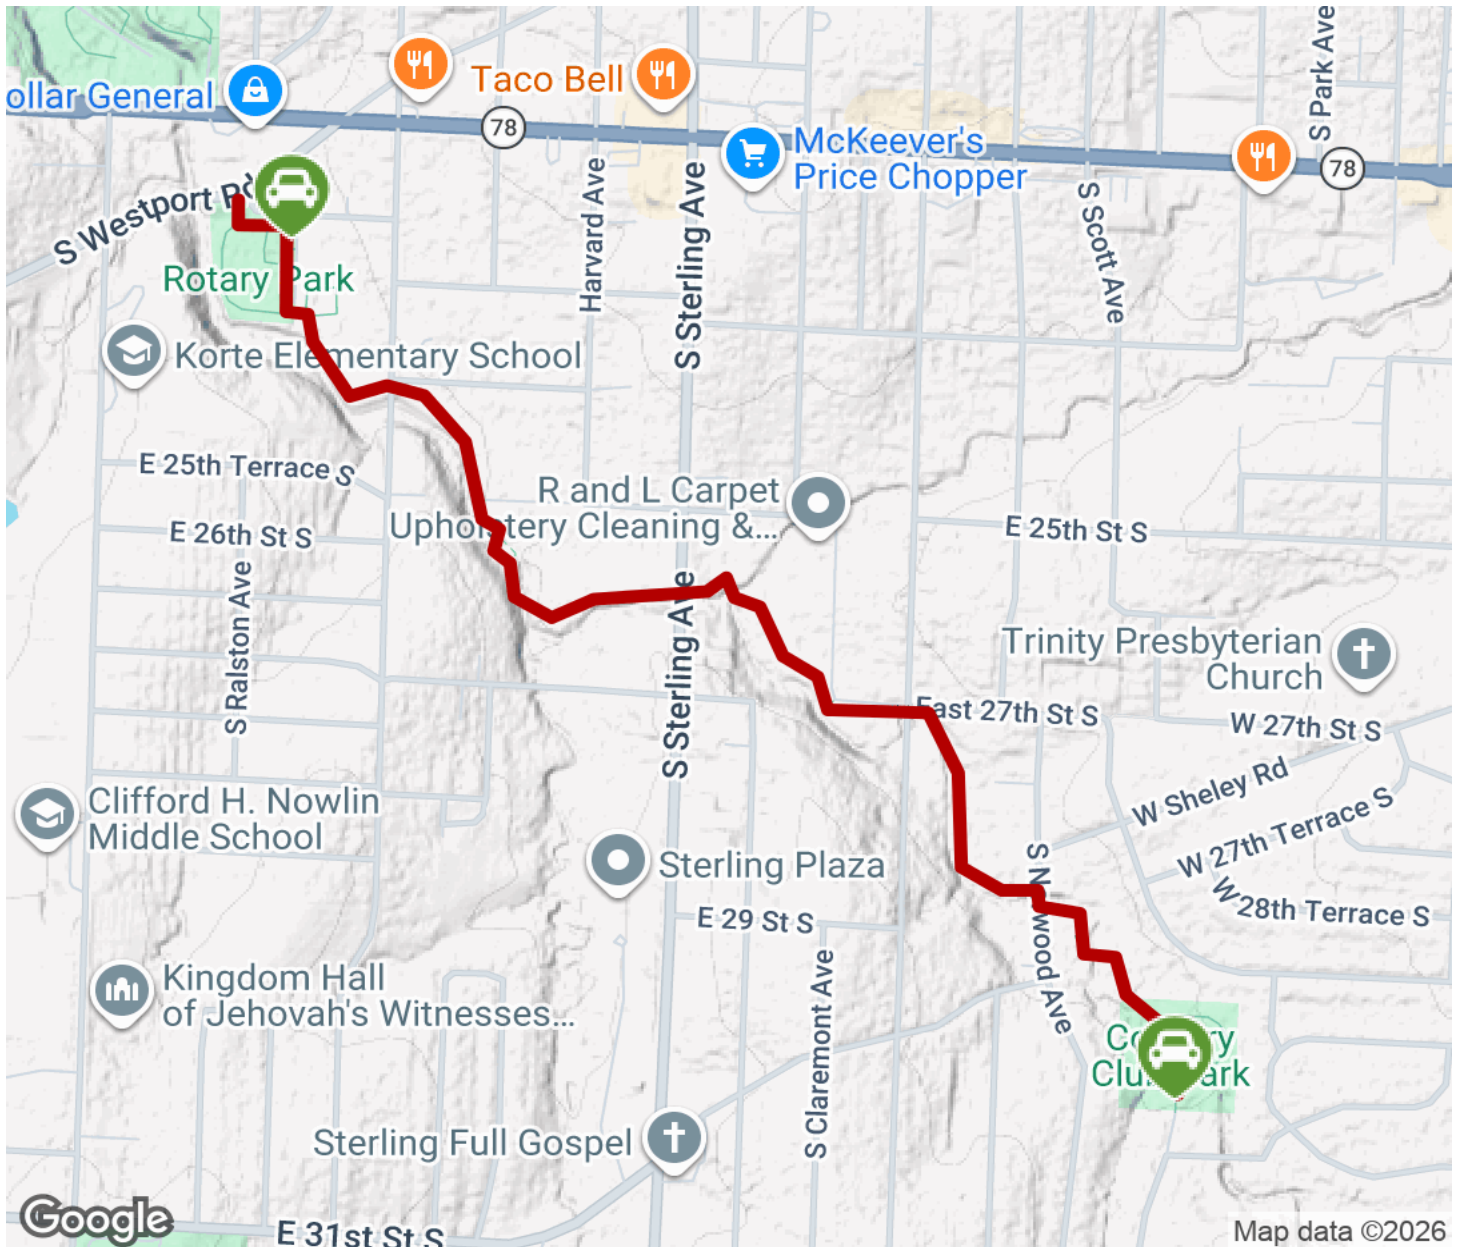 S Park Ave
Taco Bell
ollar General
78
McKeever's
Price Chopper
78
S Westport Rd
Harvard Ave
S Sterling Ave
S Scott Ave
Rotary Park
Korte Elementary School
E 25th Terrace S
R and L Carpet
Upholstery Cleaning &...
E 25th St S
E 26th St S
S Ralston Ave
S Sterling Ave
Trinity Presbyterian
Church
East 27th St S
W 27th St S
W Sheley Rd
Clifford H. Nowlin
Middle School
W 27th Terrace S
Sterling Plaza
S Norwood Ave
W 28th Terrace S
E 29 St S
S Claremont Ave
Kingdom Hall
of Jehovah's Witnesses...
Country
Club Park
Sterling Full Gospel
Google
E 31st St S
Map data ©2026